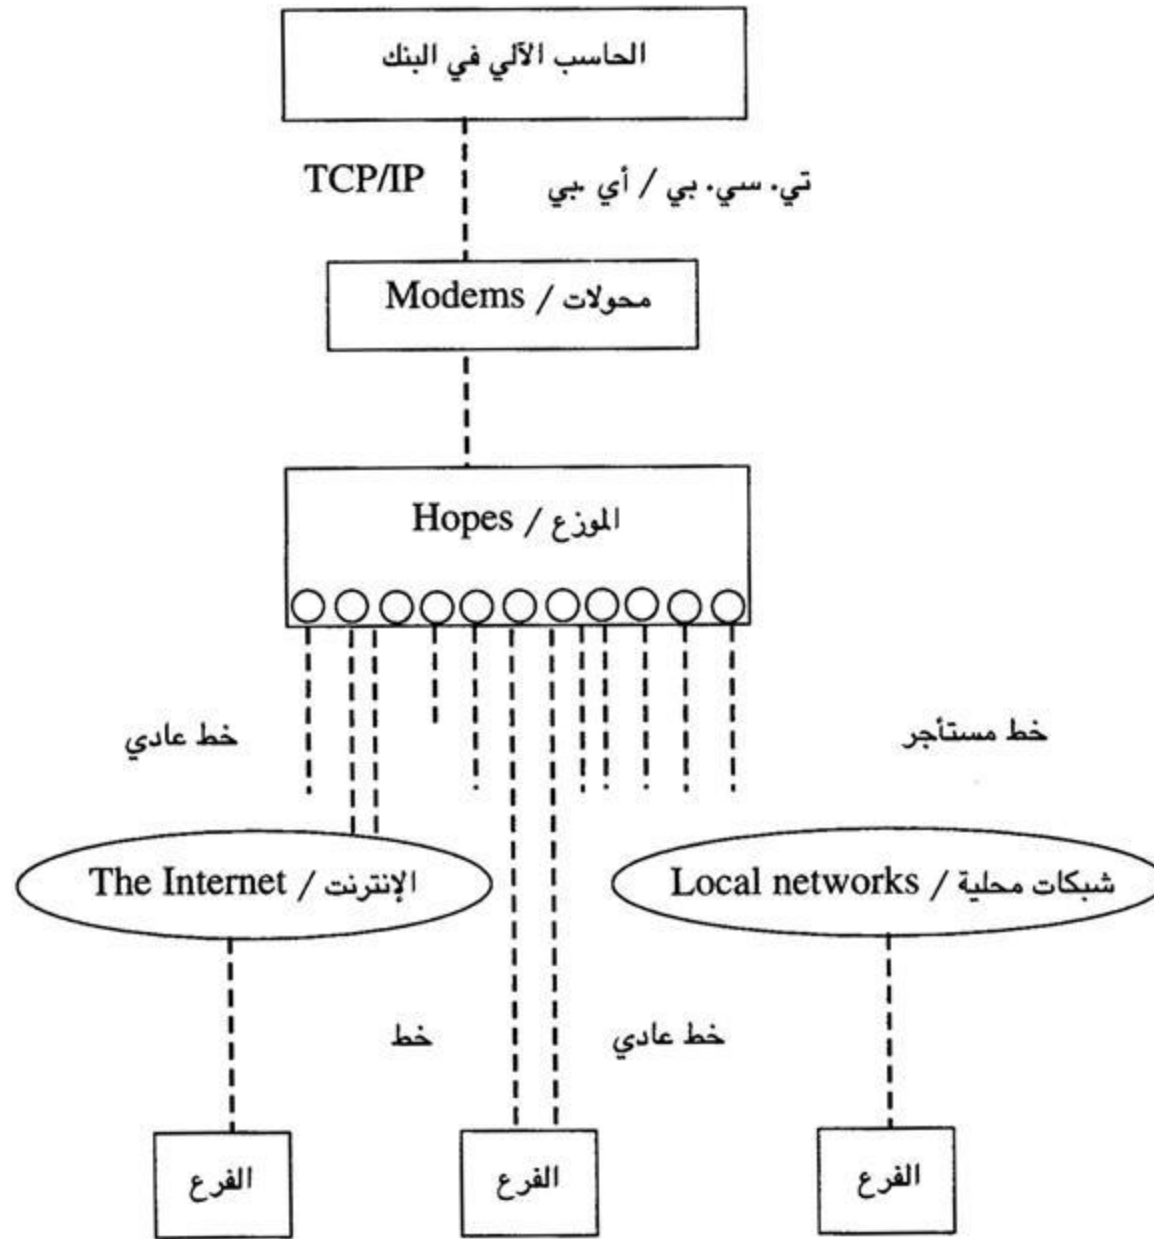 الحاسب الآلي في البنك
TCP/IP تي. سي. بي / أي .بي
محولات / Modems
الموزع / Hopes
خط عادي
خط مستأجر
الإنترنت / The Internet
شبكات محلية / Local networks
خط
خط عادي
الفرع
الفرع
الفرع